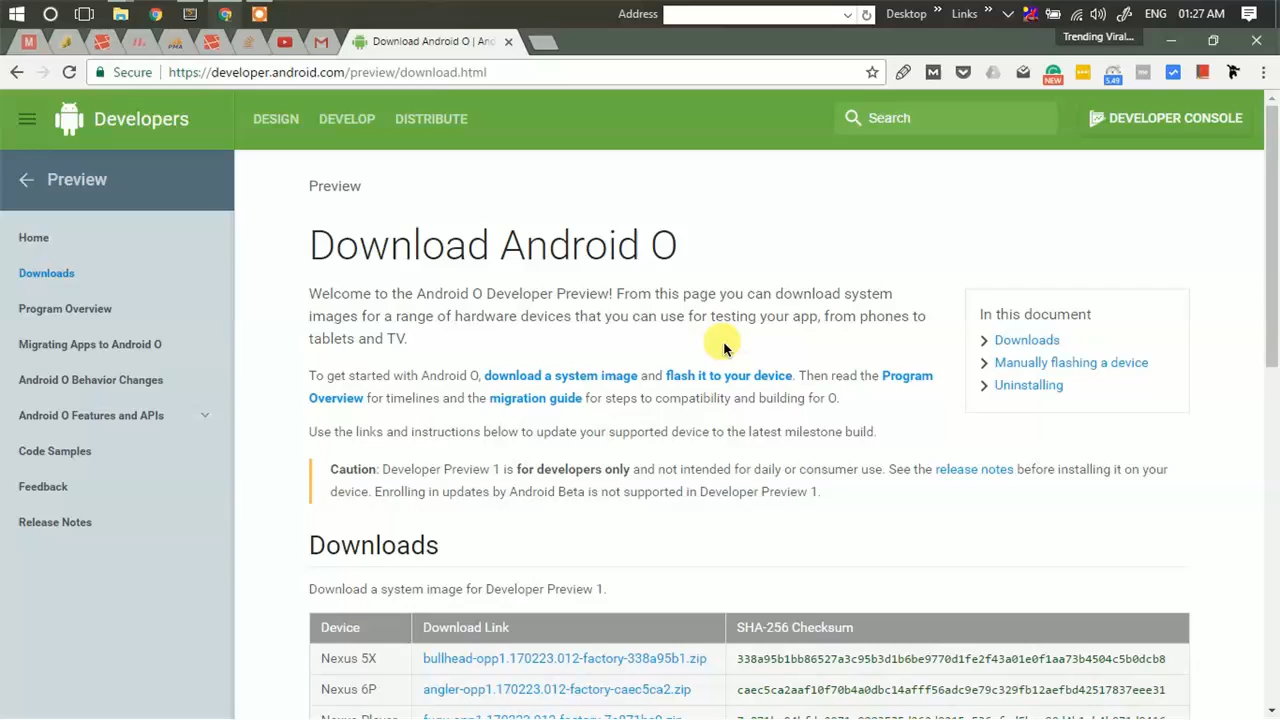 Address
Desktop
Links
ENG
01:27 AM
Trending Viral...
Download Android O | An
Secure
https://developer.android.com/preview/download.html
NEW
5.49
Developers
DESIGN
DEVELOP
DISTRIBUTE
Search
DEVELOPER CONSOLE
Preview
Home
Downloads
Program Overview
Migrating Apps to Android O
Android O Behavior Changes
Android O Features and APIs
Code Samples
Feedback
Release Notes
Preview
Download Android O
Welcome to the Android O Developer Preview! From this page you can download system
images for a range of hardware devices that you can use for testing your app, from phones to
tablets and TV.
To get started with Android O, download a system image and flash it to your device. Then read the Program
Overview for timelines and the migration guide for steps to compatibility and building for O.
Use the links and instructions below to update your supported device to the latest milestone build.
Caution: Developer Preview 1 is for developers only and not intended for daily or consumer use. See the release notes before installing it on your
device. Enrolling in updates by Android Beta is not supported in Developer Preview 1.
In this document
Downloads
Manually flashing a device
Uninstalling
Downloads
Download a system image for Developer Preview 1.
Device Download Link SHA-256 Checksum
Nexus 5X bullhead-opp1.170223.012-factory-338a95b1.zip 338a95b1bb86527a3c95b3d1b6be9770d1fe2f43a01e0f1aa73b4504c5b0dcb8
Nexus 6P angler-opp1.170223.012-factory-caec5ca2.zip caec5ca2aaf10f70b4a0dbc14afff56adc9e79c329fb12aefbd42517837eee31